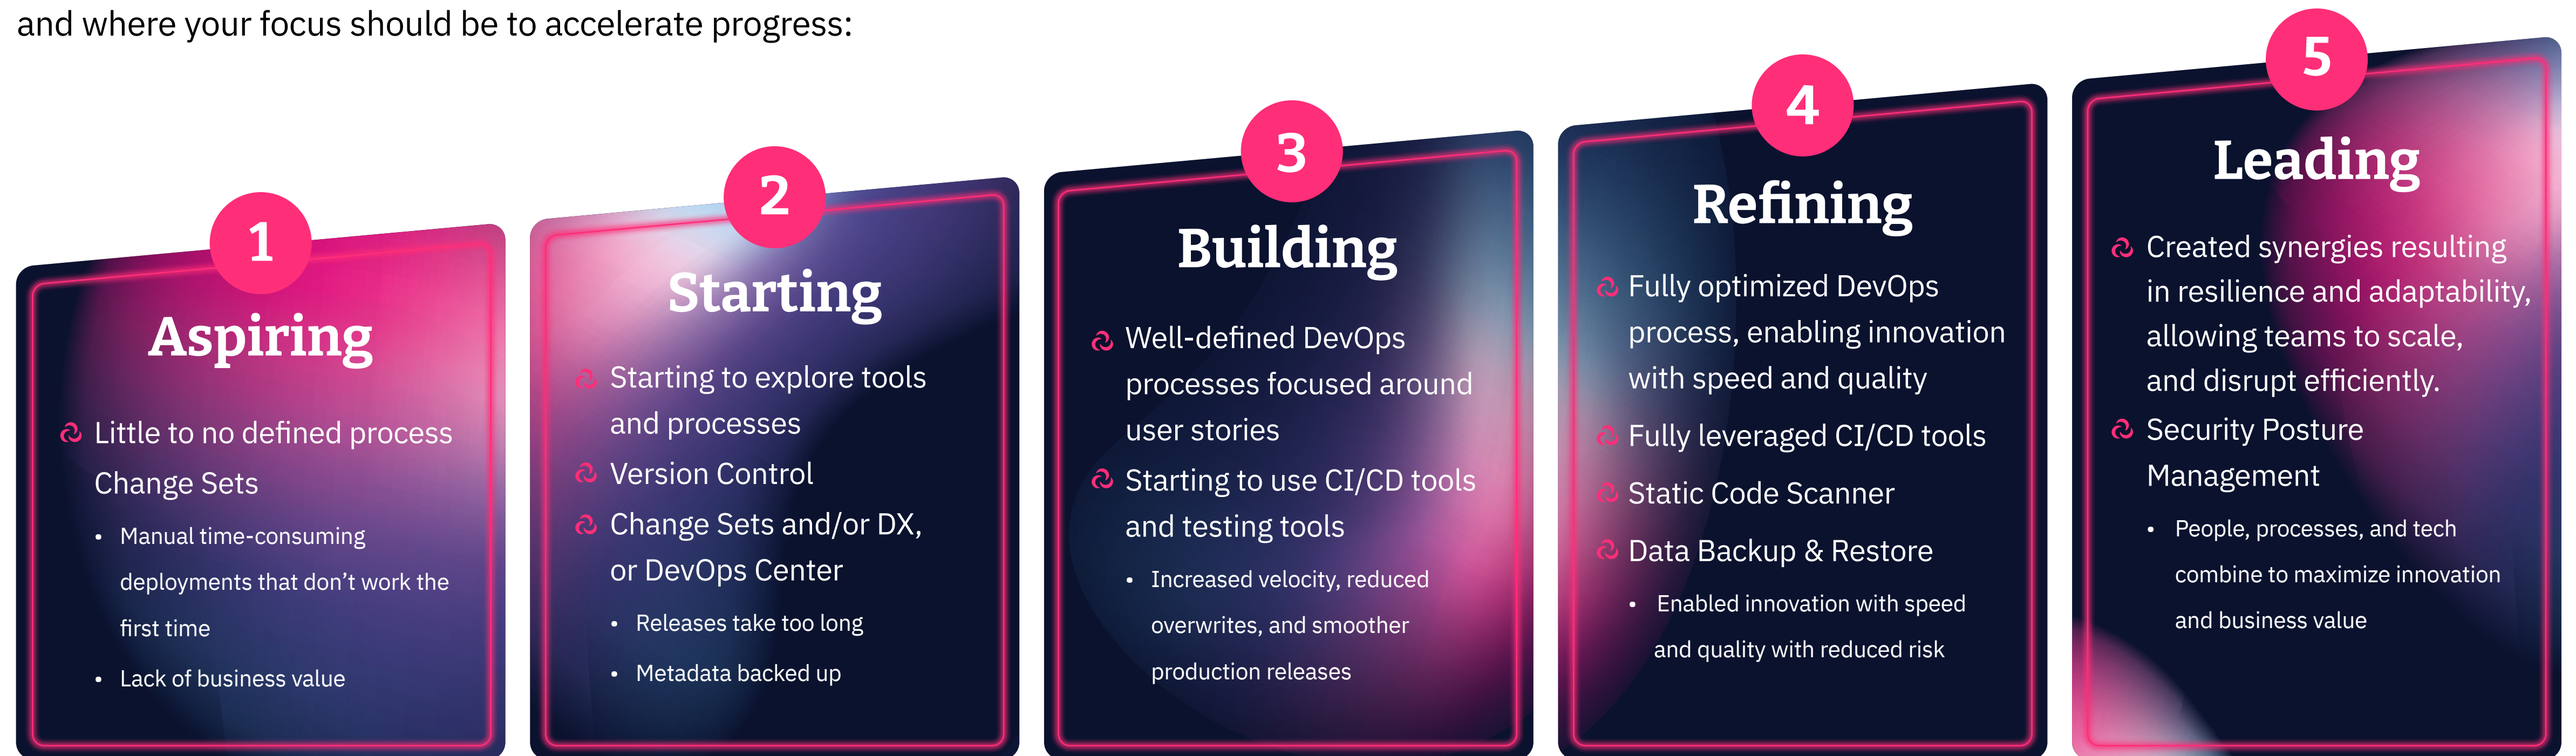 and where your focus should be to accelerate progress:
1
Aspiring
Little to no defined process
Change Sets
• Manual time-consuming
deployments that don’t work the
first time
• Lack of business value
2
Starting
Starting to explore tools
and processes
Version Control
Change Sets and/or DX,
or DevOps Center
• Releases take too long
• Metadata backed up
3
Building
Well-defined DevOps
processes focused around
user stories
Starting to use CI/CD tools
and testing tools
• Increased velocity, reduced
overwrites, and smoother
production releases
4
Refining
Fully optimized DevOps
process, enabling innovation
with speed and quality
Fully leveraged CI/CD tools
Static Code Scanner
Data Backup & Restore
• Enabled innovation with speed
and quality with reduced risk
5
Leading
Created synergies resulting
in resilience and adaptability,
allowing teams to scale,
and disrupt efficiently.
Security Posture
Management
• People, processes, and tech
combine to maximize innovation
and business value